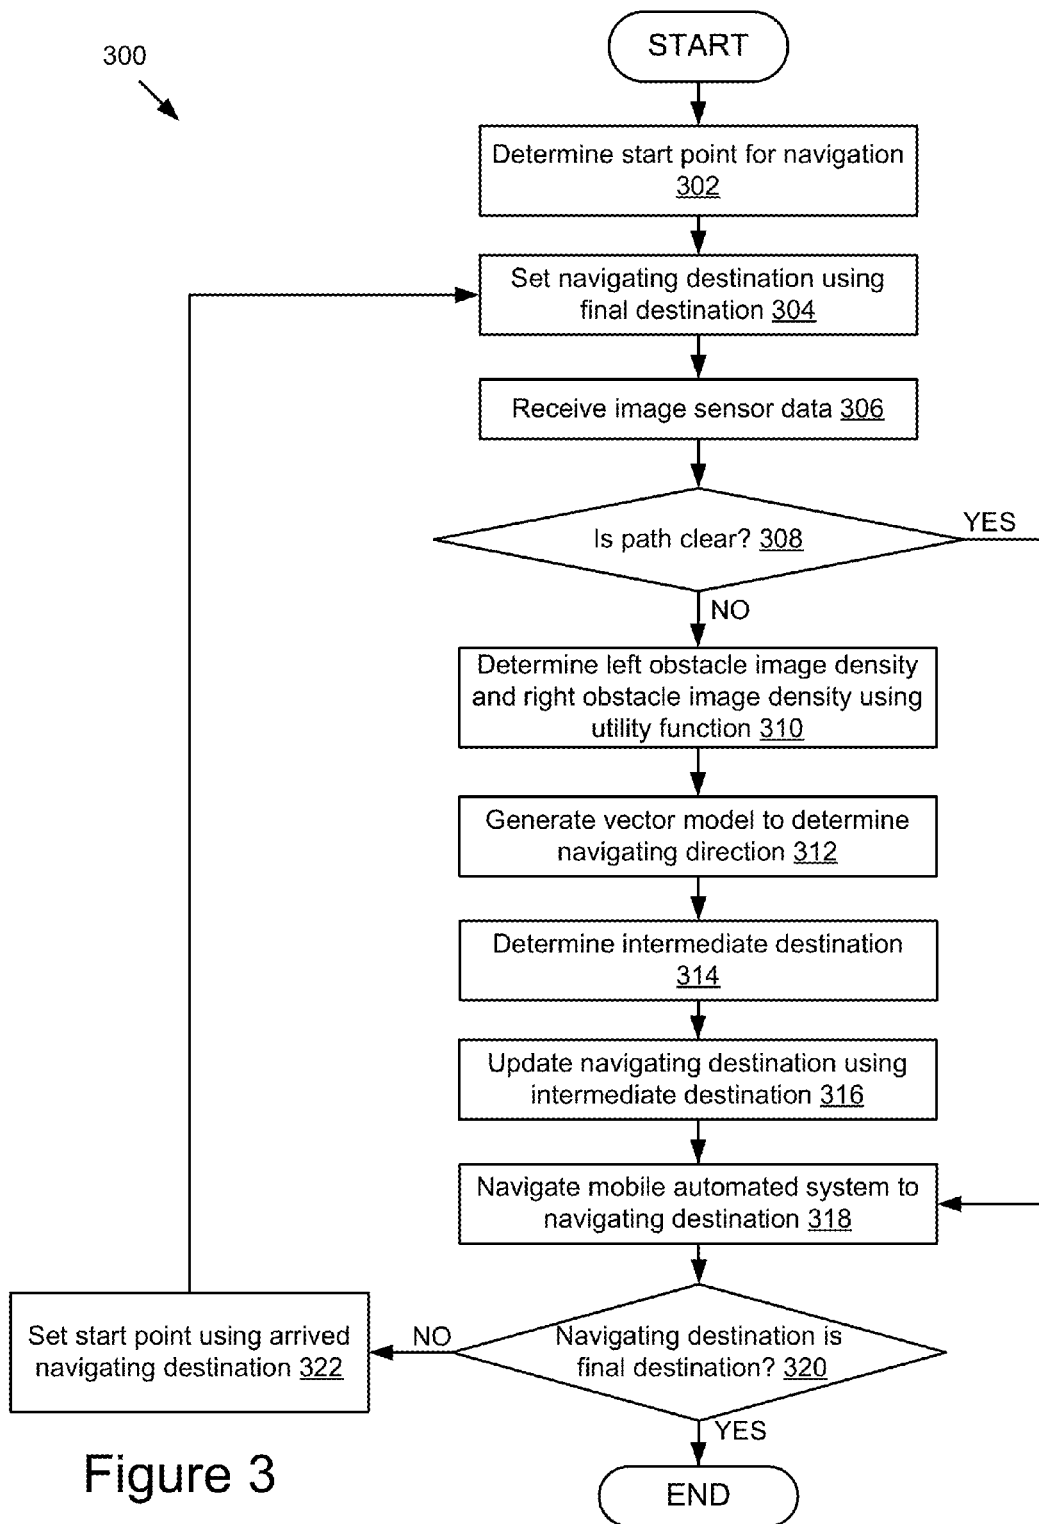 300
START
Determine start point for navigation
302
Set navigating destination using
final destination 304
Receive image sensor data 306
Is path clear? 308
YES
NO
Determine left obstacle image density
and right obstacle image density using
utility function 310
Generate vector model to determine
navigating direction 312
Determine intermediate destination
314
Update navigating destination using
intermediate destination 316
Navigate mobile automated system to
navigating destination 318
Navigating destination is
final destination? 320
NO
Set start point using arrived
navigating destination 322
YES
END
Figure 3